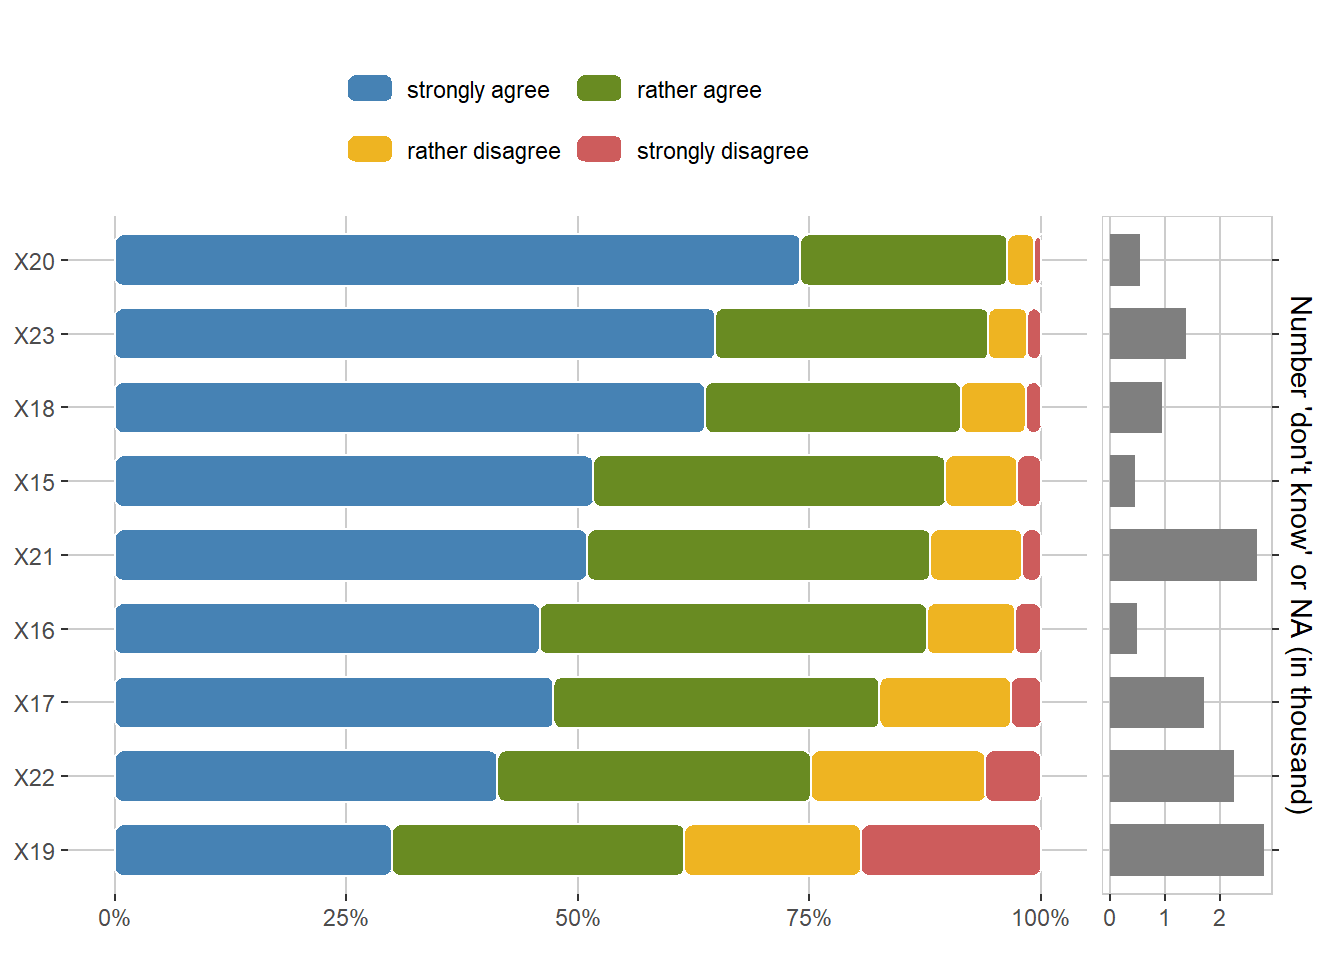 strongly agree
rather agree
rather disagree
strongly disagree
X20
X23
X18
X15
X21
X16
X17
X22
X19
0%
25%
50%
75%
100%
0
1
2
Number 'don't know' or NA (in thousand)